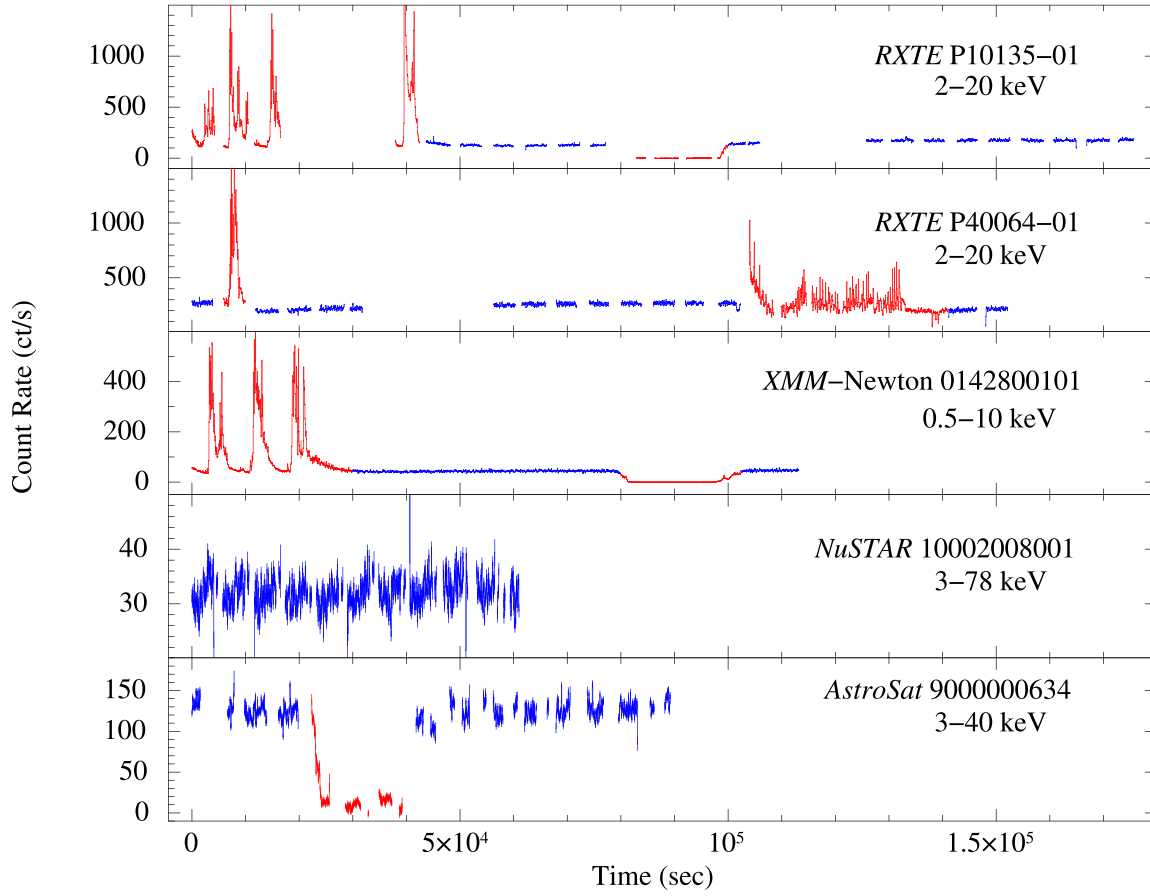 Count Rate (ct/s)
1000
500
0
RXTE P10135−01
2−20 keV
1000
500
RXTE P40064−01
2−20 keV
400
200
0
XMM−Newton 0142800101
0.5−10 keV
40
30
NuSTAR 10002008001
3−78 keV
150
100
50
0
AstroSat 9000000634
3−40 keV
0
5×10⁴
10⁵
1.5×10⁵
Time (sec)